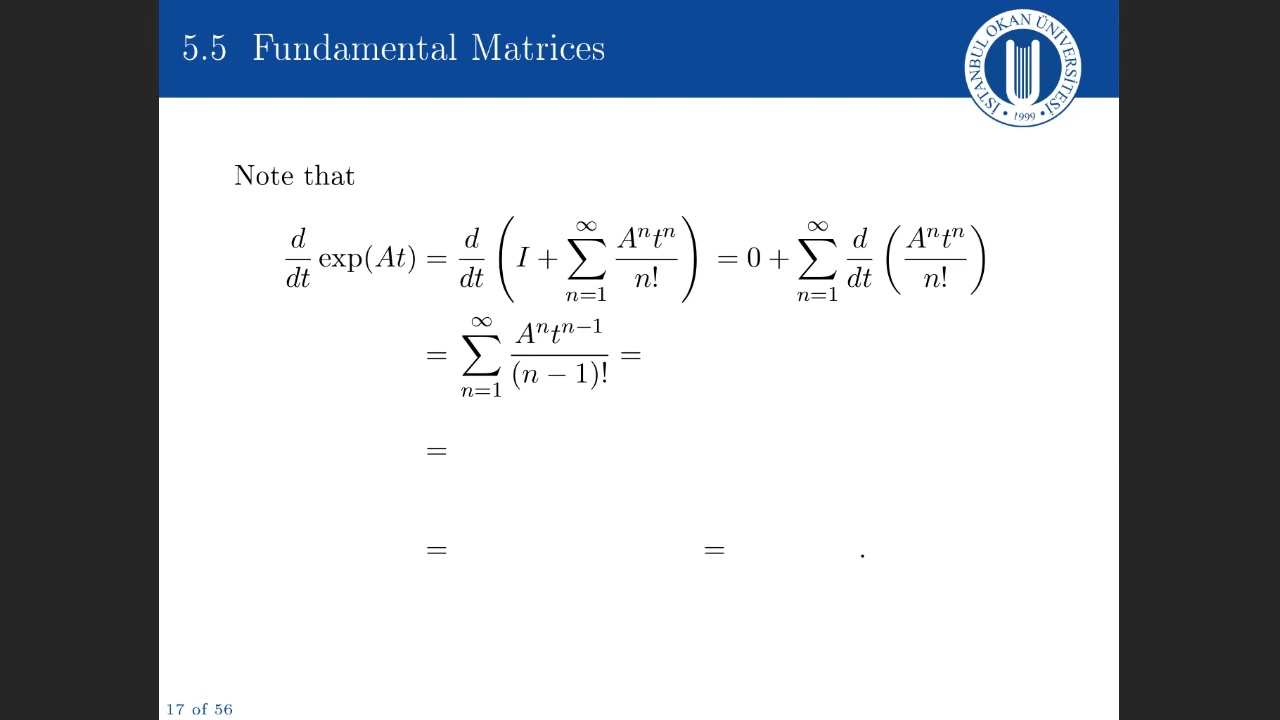 5.5 Fundamental Matrices
İSTANBUL OKAN ÜNİVERSİTESİ
• 1999 •
Note that
d/dt exp(At) = d/dt (I + ∑_{n=1}^{∞} A^n t^n / n!) = 0 + ∑_{n=1}^{∞} d/dt (A^n t^n / n!)
= ∑_{n=1}^{∞} A^n t^{n−1} / (n − 1)! =
=
= = .
17 of 56